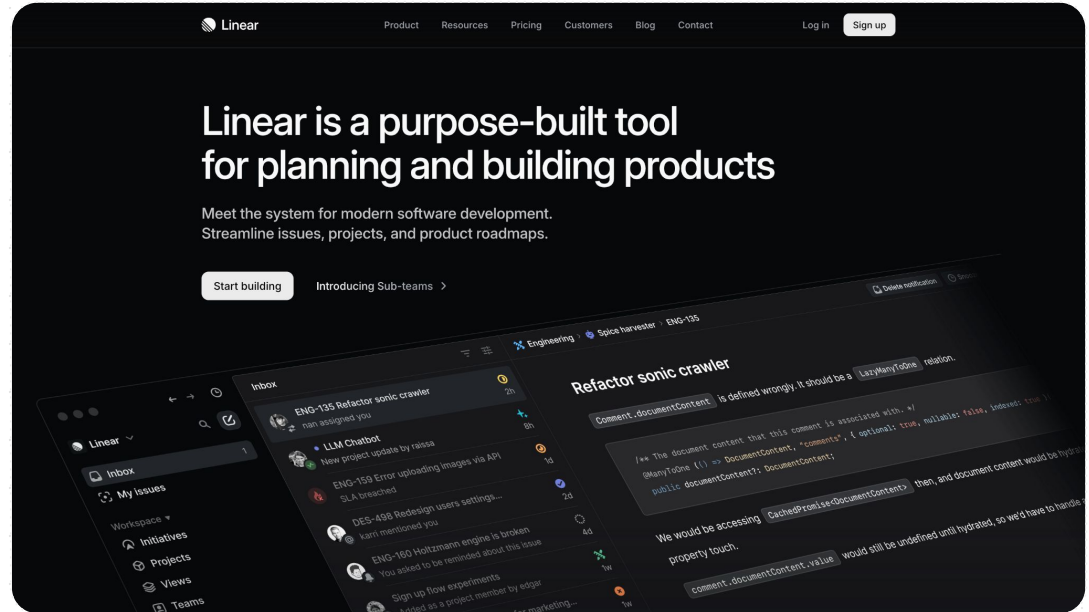 Linear
Product
Resources
Pricing
Customers
Blog
Contact
Log in
Sign up
Linear is a purpose-built tool
for planning and building products
Meet the system for modern software development.
Streamline issues, projects, and product roadmaps.
Start building
Introducing Sub-teams
Linear
Inbox
1
My issues
Workspace
Initiatives
Projects
Views
Teams
Inbox
ENG-135 Refactor sonic crawler
nan assigned you
2h
LLM Chatbot
New project update by raissa
8h
ENG-159 Error uploading images via API
SLA breached
1d
DES-498 Redesign users settings...
karri mentioned you
2d
ENG-160 Holtzmann engine is broken
You asked to be reminded about this issue
4d
Sign up flow experiments
Added as a project member by edgar
1w
for marketing...
1w
Engineering
Spice harvester
ENG-135
Delete notification
Refactor sonic crawler
Comment.documentContent is defined wrongly. It should be a LazyManyToOne relation.
/** The document content that this comment is associated with. */
@ManyToOne (() => DocumentContent, "comments", { optional: true, nullable: false, indexed: true
public documentContent?: DocumentContent;
We would be accessing CachedPromise<DocumentContent> then, and document content would be
property touch.
comment.documentContent.value would still be undefined until hydrated, so we'd have to handle